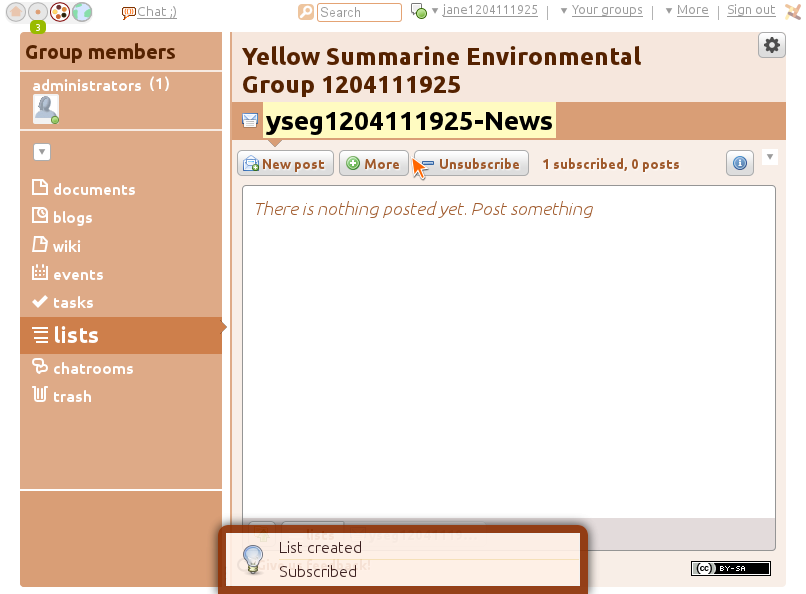 Chat ;)
Search
jane1204111925
Your groups
More
Sign out
3
Group members
administrators (1)
documents
blogs
wiki
events
tasks
lists
chatrooms
trash
Yellow Summarine Environmental
Group 1204111925
yseg1204111925-News
New post
More
Unsubscribe
1 subscribed, 0 posts
There is nothing posted yet. Post something
List created
Subscribed
(cc) BY-SA